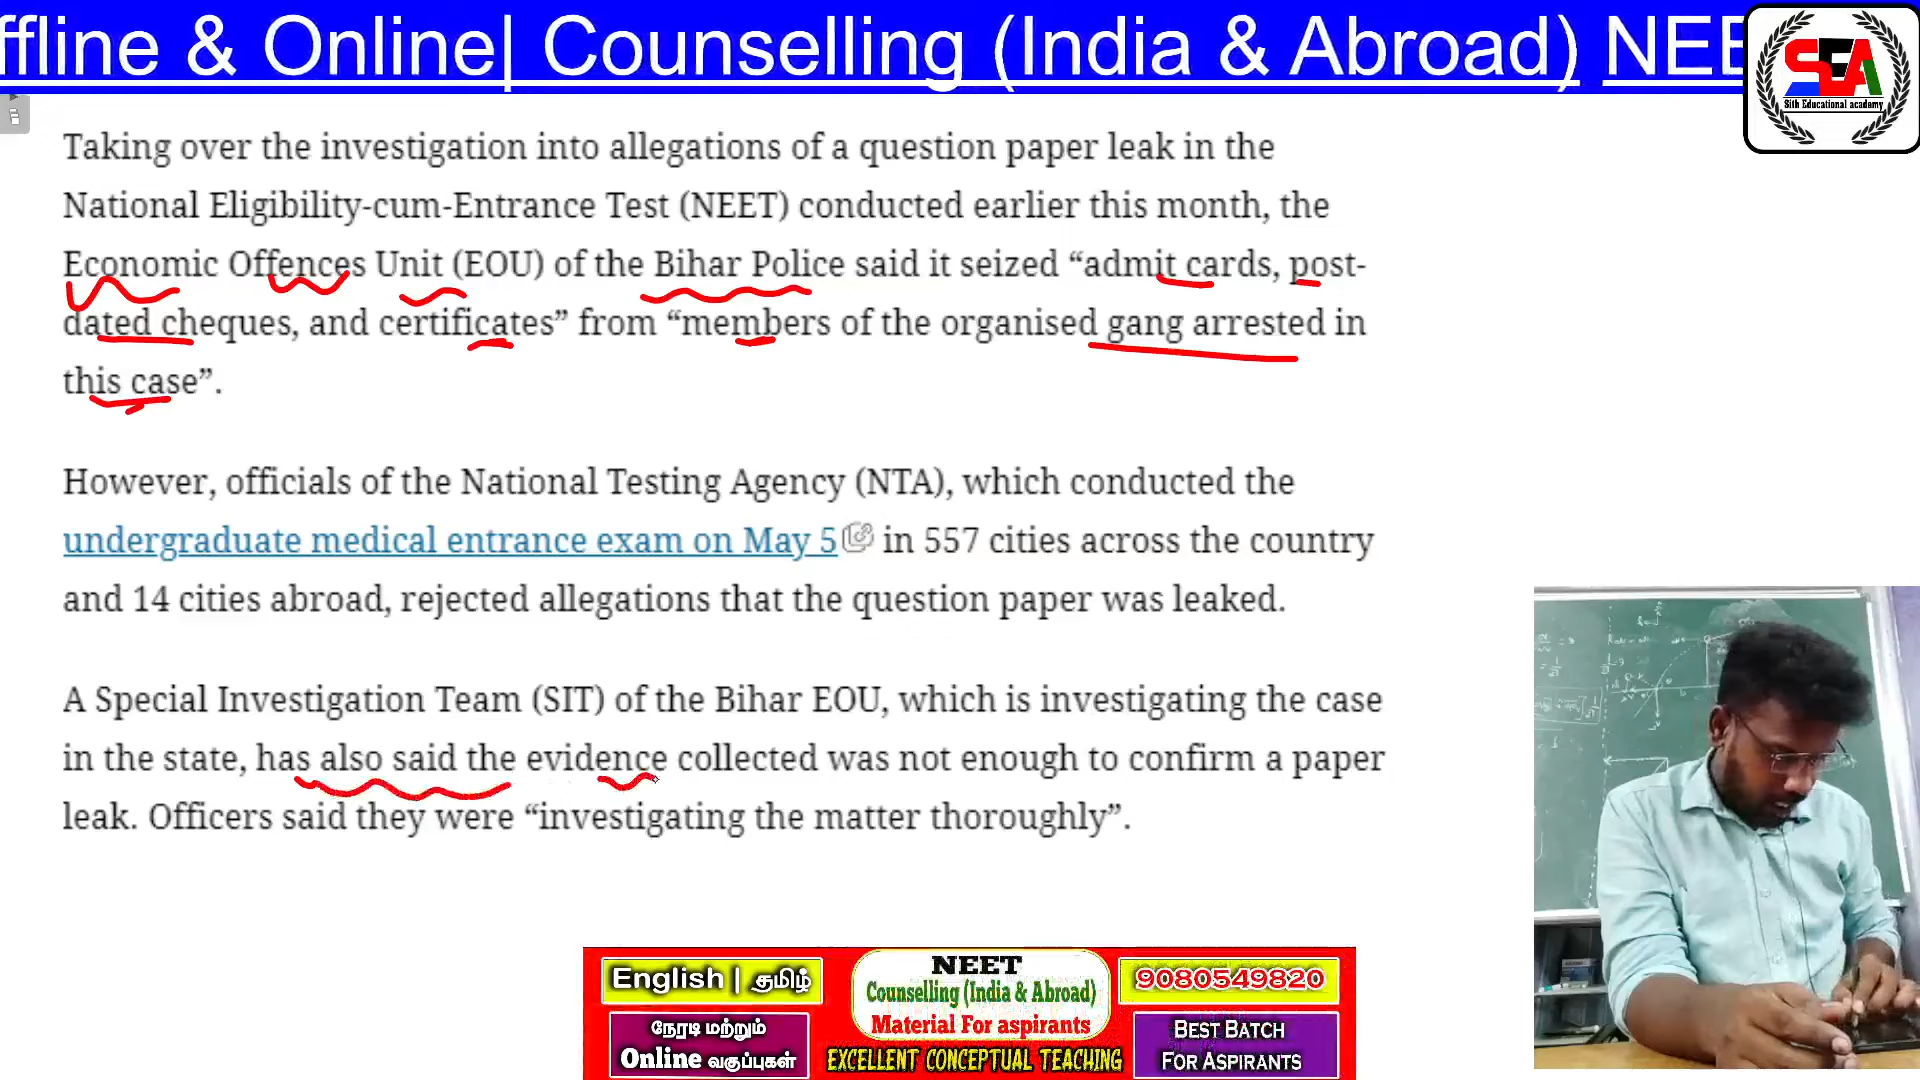 ffline & Online| Counselling (India & Abroad) NEE
SEA
Sith Educational academy
Taking over the investigation into allegations of a question paper leak in the
National Eligibility-cum-Entrance Test (NEET) conducted earlier this month, the
Economic Offences Unit (EOU) of the Bihar Police said it seized “admit cards, post-
dated cheques, and certificates” from “members of the organised gang arrested in
this case”.
However, officials of the National Testing Agency (NTA), which conducted the
undergraduate medical entrance exam on May 5 in 557 cities across the country
and 14 cities abroad, rejected allegations that the question paper was leaked.
A Special Investigation Team (SIT) of the Bihar EOU, which is investigating the case
in the state, has also said the evidence collected was not enough to confirm a paper
leak. Officers said they were “investigating the matter thoroughly”.
English | தமிழ்
நேரடி மற்றும்
Online வகுப்புகள்
NEET
Counselling (India & Abroad)
Material For aspirants
EXCELLENT CONCEPTUAL TEACHING
9080549820
BEST BATCH
FOR ASPIRANTS